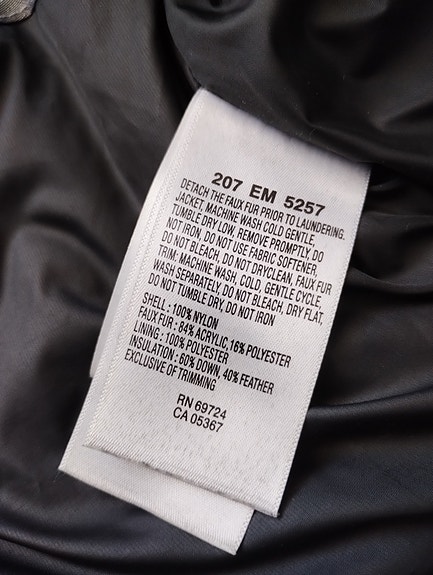 207 EM 5257
DETACH THE FAUX FUR PRIOR TO LAUNDERING.
JACKET. MACHINE WASH COLD GENTLE,
TUMBLE DRY LOW, REMOVE PROMPTLY, DO
NOT IRON, DO NOT USE FABRIC SOFTENER,
DO NOT BLEACH, DO NOT DRYCLEAN, FAUX FUR
TRIM: MACHINE WASH, COLD, GENTLE CYCLE,
WASH SEPARATELY, DO NOT BLEACH, DRY FLAT,
DO NOT TUMBLE DRY, DO NOT IRON
SHELL : 100% NYLON
FAUX FUR : 84% ACRYLIC, 16% POLYESTER
LINING : 100% POLYESTER
INSULATION : 60% DOWN, 40% FEATHER
EXCLUSIVE OF TRIMMING
RN 69724
CA 05367